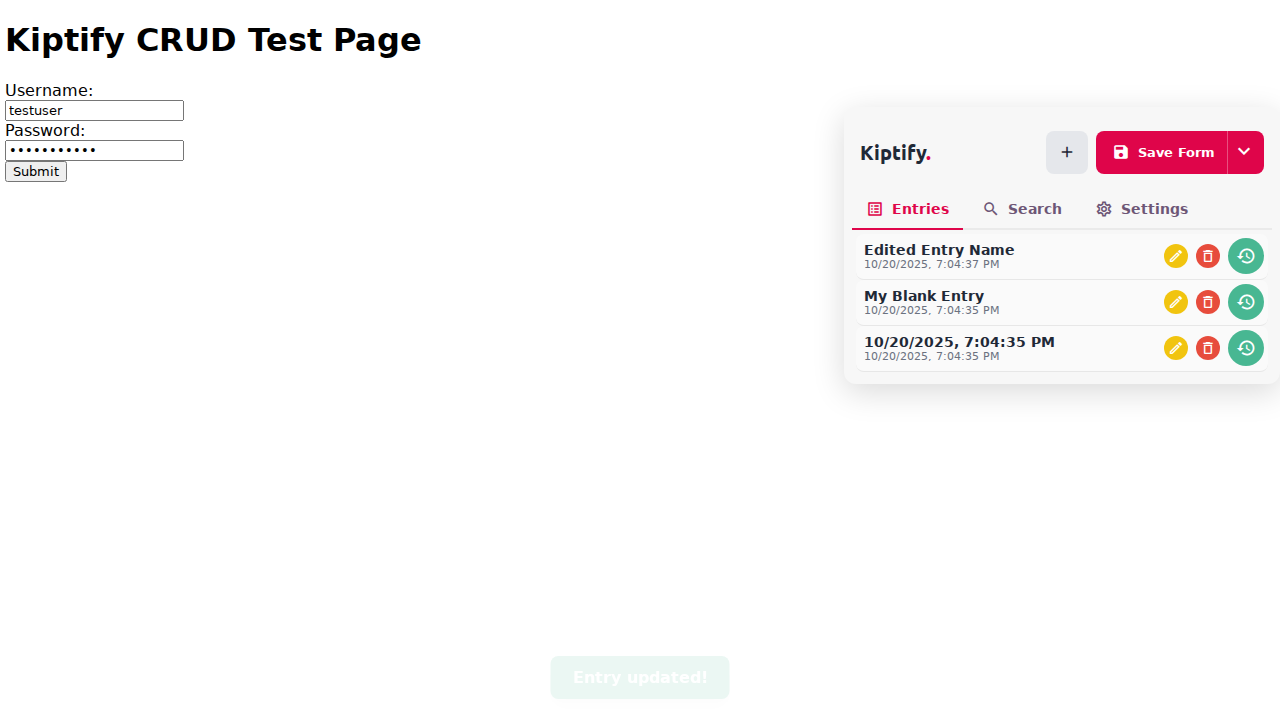 Kiptify CRUD Test Page
Username:
testuser
Password:
•••••••••••
Submit
Kiptify.
+
Save Form
Entries
Search
Settings
Edited Entry Name
10/20/2025, 7:04:37 PM
My Blank Entry
10/20/2025, 7:04:35 PM
10/20/2025, 7:04:35 PM
10/20/2025, 7:04:35 PM
Entry updated!